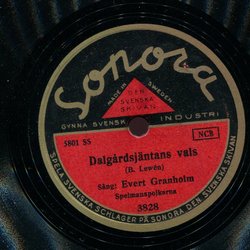 Sonora
MADE IN SWEDEN
DEN
SVENSKA
SKIVAN
GYNNA SVENSK INDUSTRI
5801 SS
NCB
Dalgårdsjäntans vals
(B. Lewén)
Sång: Evert Granholm
Spelmanspojkarna
3828
SPELA SVENSKA SCHLAGER PÅ SONORA DEN SVENSKA SKIVAN